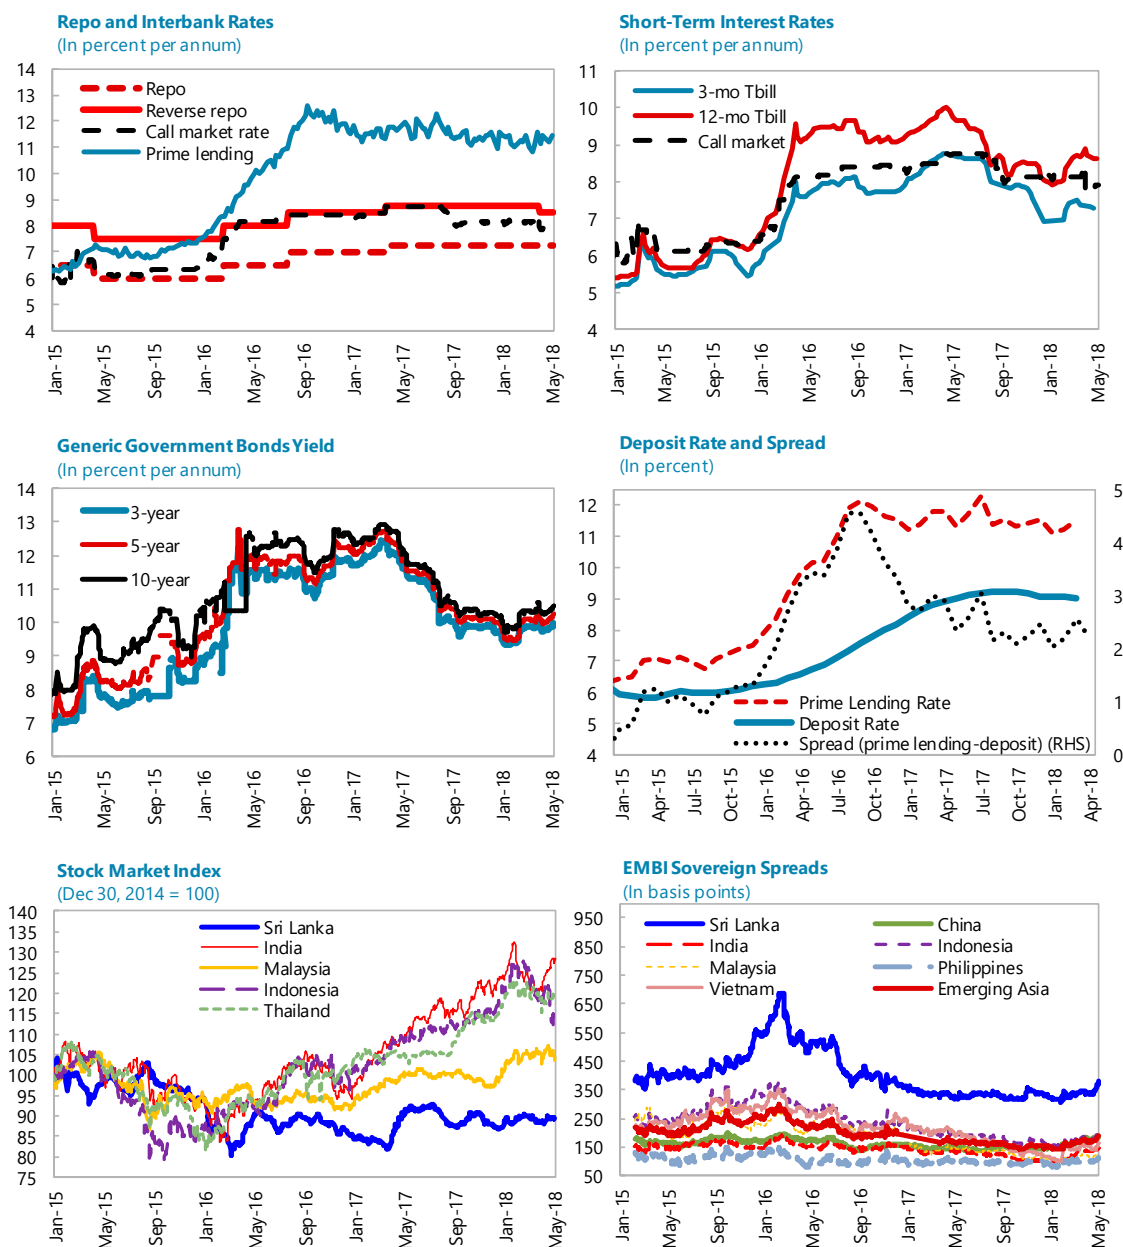 Repo and Interbank Rates
(In percent per annum)
14
13
12
11
10
9
8
7
6
5
4
Repo
Reverse repo
Call market rate
Prime lending
Jan-15
May-15
Sep-15
Jan-16
May-16
Sep-16
Jan-17
May-17
Sep-17
Jan-18
May-18
Short-Term Interest Rates
(In percent per annum)
11
10
9
8
7
6
5
4
3-mo Tbill
12-mo Tbill
Call market
Jan-15
May-15
Sep-15
Jan-16
May-16
Sep-16
Jan-17
May-17
Sep-17
Jan-18
May-18
Generic Government Bonds Yield
(In percent per annum)
14
13
12
11
10
9
8
7
6
3-year
5-year
10-year
Jan-15
May-15
Sep-15
Jan-16
May-16
Sep-16
Jan-17
May-17
Sep-17
Jan-18
May-18
Deposit Rate and Spread
(In percent)
12
11
10
9
8
7
6
5
4
5
4
3
2
1
0
Prime Lending Rate
Deposit Rate
Spread (prime lending-deposit) (RHS)
Jan-15
Apr-15
Jul-15
Oct-15
Jan-16
Apr-16
Jul-16
Oct-16
Jan-17
Apr-17
Jul-17
Oct-17
Jan-18
Apr-18
Stock Market Index
(Dec 30, 2014 = 100)
140
135
130
125
120
115
110
105
100
95
90
85
80
75
Sri Lanka
India
Malaysia
Indonesia
Thailand
Jan-15
May-15
Sep-15
Jan-16
May-16
Sep-16
Jan-17
May-17
Sep-17
Jan-18
May-18
EMBI Sovereign Spreads
(In basis points)
950
850
750
650
550
450
350
250
150
50
Sri Lanka
China
India
Indonesia
Malaysia
Philippines
Vietnam
Emerging Asia
Jan-15
May-15
Sep-15
Jan-16
May-16
Sep-16
Jan-17
May-17
Sep-17
Jan-18
May-18